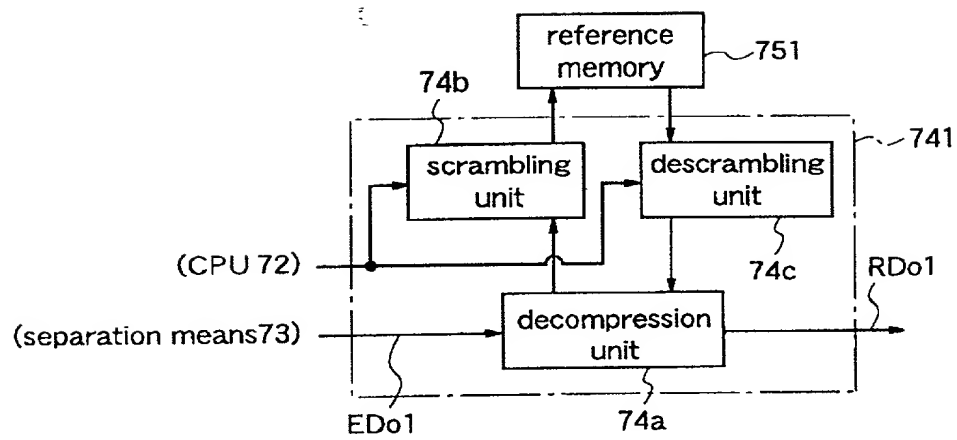 reference
memory
751
74b
741
scrambling
unit
descrambling
unit
(CPU 72)
74c
RDo1
(separation means73)
decompression
unit
EDo1
74a